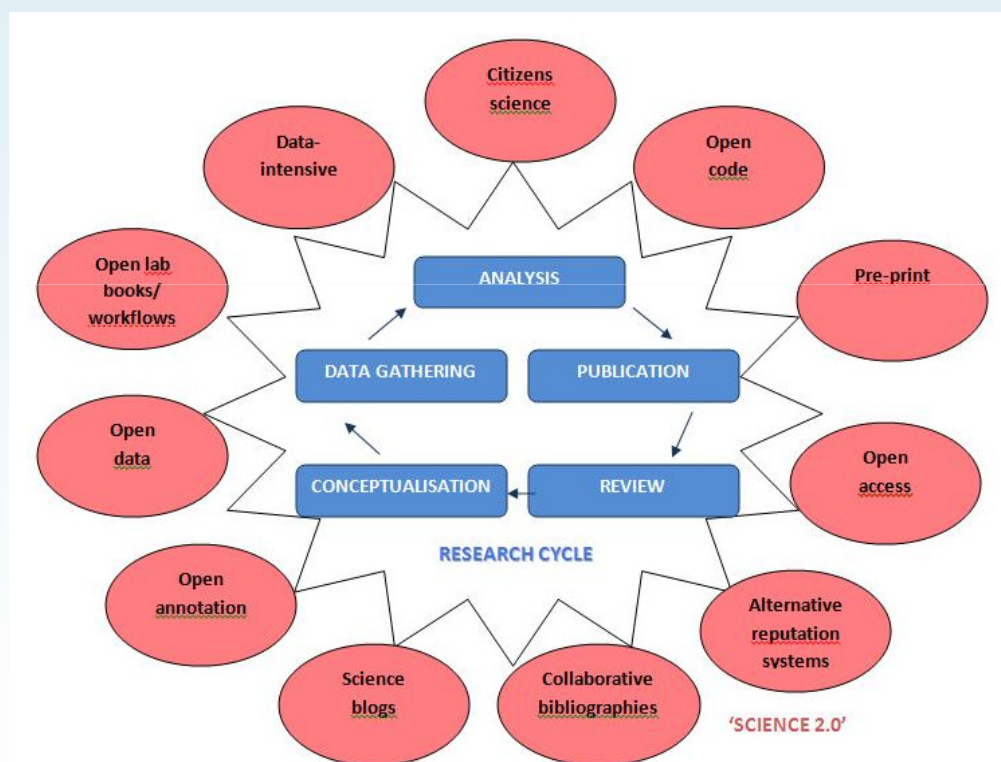 Citizens
science
Data-
intensive
Open
code
Open lab
books/
workflows
Pre-print
ANALYSIS
DATA GATHERING
PUBLICATION
Open
data
Open
access
CONCEPTUALISATION
REVIEW
RESEARCH CYCLE
Open
annotation
Alternative
reputation
systems
Science
blogs
Collaborative
bibliographies
‘SCIENCE 2.0’